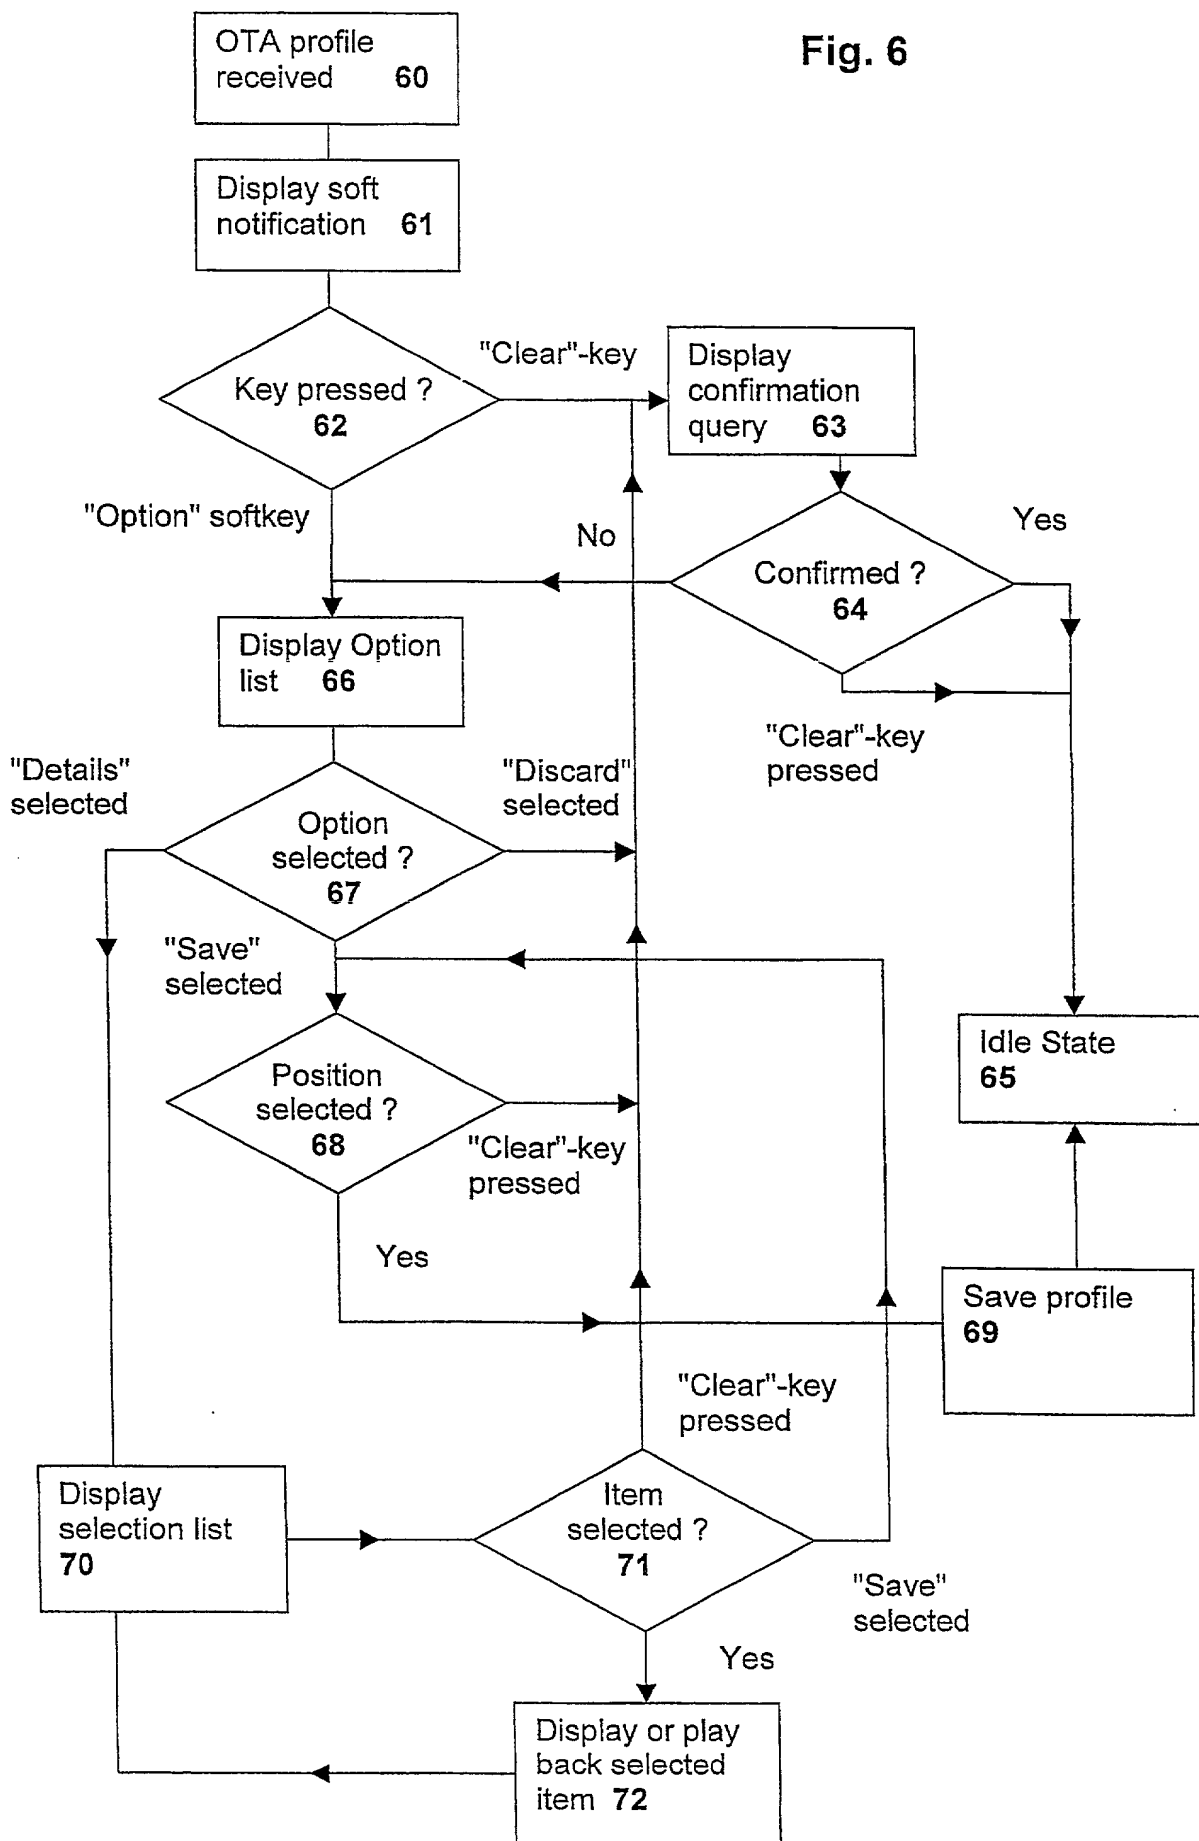 Fig. 6
OTA profile
received 60
Display soft
notification 61
Key pressed ?
62
"Clear"-key
Display
confirmation
query 63
"Option" softkey
No
Yes
Confirmed ?
64
Display Option
list 66
"Clear"-key
pressed
"Details"
selected
"Discard"
selected
Option
selected ?
67
"Save"
selected
Position
selected ?
68
"Clear"-key
pressed
Idle State
65
Yes
Save profile
69
"Clear"-key
pressed
Display
selection list
70
Item
selected ?
71
"Save"
selected
Yes
Display or play
back selected
item 72